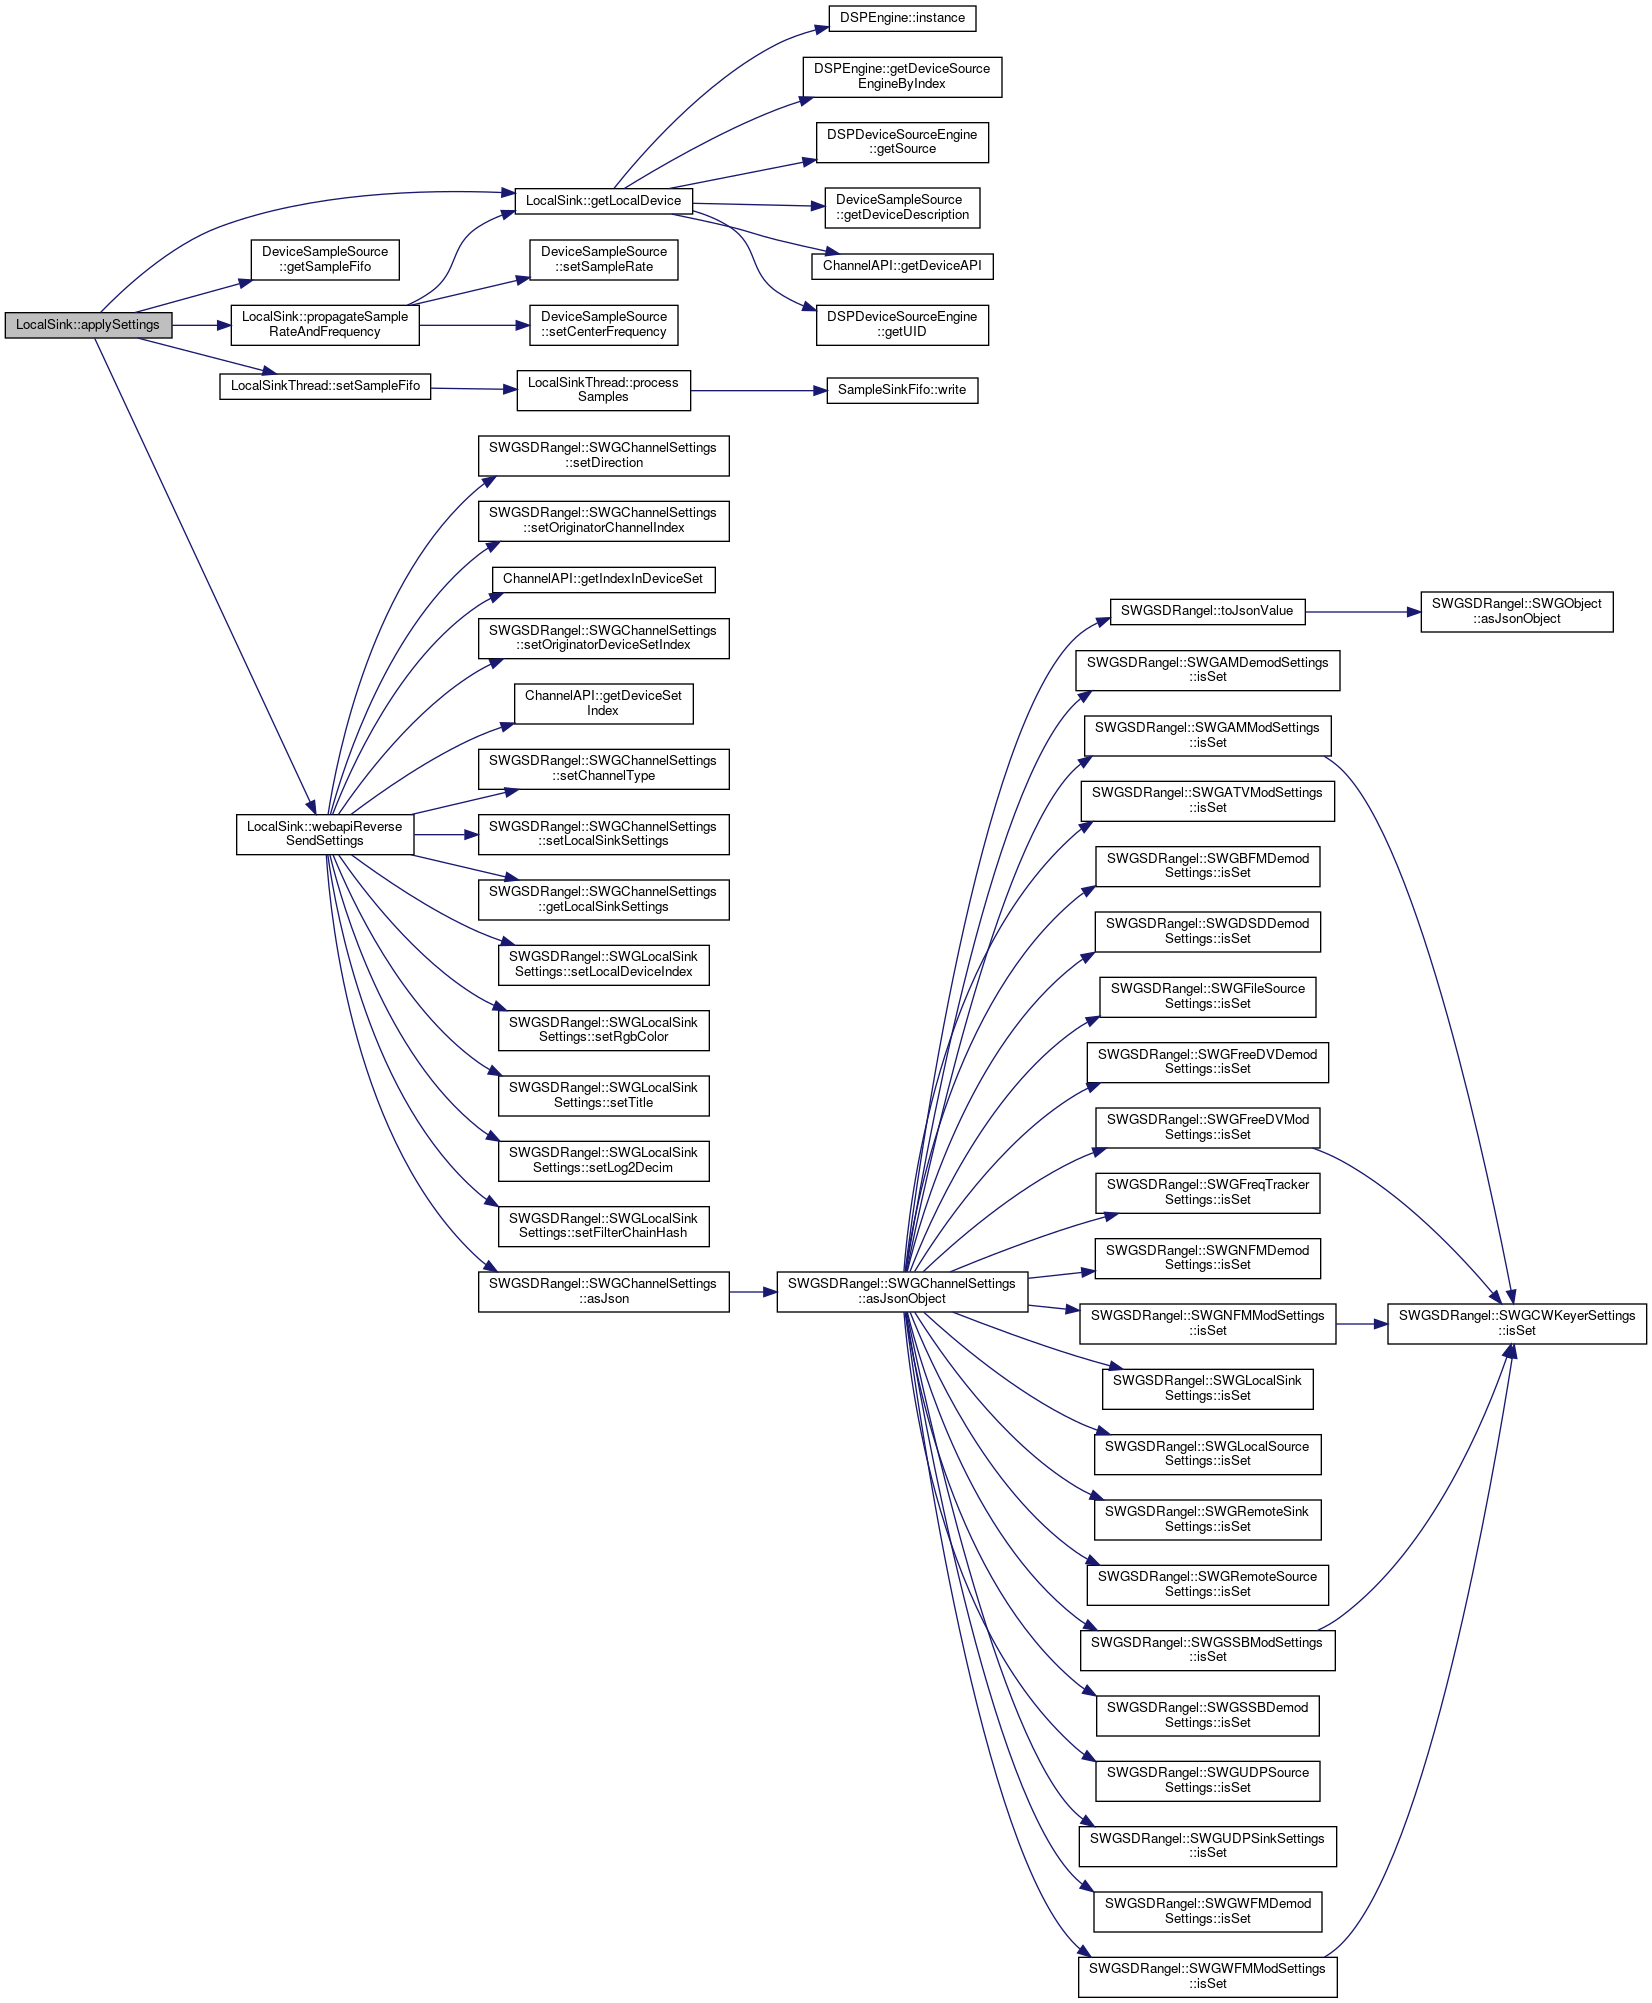 DSPEngine::instance
DSPEngine::getDeviceSource
EngineByIndex
DSPDeviceSourceEngine
::getSource
LocalSink::getLocalDevice
DeviceSampleSource
::getDeviceDescription
DeviceSampleSource
::getSampleFifo
DeviceSampleSource
::setSampleRate
ChannelAPI::getDeviceAPI
LocalSink::applySettings
LocalSink::propagateSample
RateAndFrequency
DeviceSampleSource
::setCenterFrequency
DSPDeviceSourceEngine
::getUID
LocalSinkThread::setSampleFifo
LocalSinkThread::process
Samples
SampleSinkFifo::write
SWGSDRangel::SWGChannelSettings
::setDirection
SWGSDRangel::SWGChannelSettings
::setOriginatorChannelIndex
ChannelAPI::getIndexInDeviceSet
SWGSDRangel::SWGChannelSettings
::setOriginatorDeviceSetIndex
ChannelAPI::getDeviceSet
Index
SWGSDRangel::SWGChannelSettings
::setChannelType
LocalSink::webapiReverse
SendSettings
SWGSDRangel::SWGChannelSettings
::setLocalSinkSettings
SWGSDRangel::SWGChannelSettings
::getLocalSinkSettings
SWGSDRangel::SWGLocalSink
Settings::setLocalDeviceIndex
SWGSDRangel::SWGLocalSink
Settings::setRgbColor
SWGSDRangel::SWGLocalSink
Settings::setTitle
SWGSDRangel::SWGLocalSink
Settings::setLog2Decim
SWGSDRangel::SWGLocalSink
Settings::setFilterChainHash
SWGSDRangel::SWGChannelSettings
::asJson
SWGSDRangel::SWGChannelSettings
::asJsonObject
SWGSDRangel::toJsonValue
SWGSDRangel::SWGObject
::asJsonObject
SWGSDRangel::SWGAMDemodSettings
::isSet
SWGSDRangel::SWGAMModSettings
::isSet
SWGSDRangel::SWGATVModSettings
::isSet
SWGSDRangel::SWGBFMDemod
Settings::isSet
SWGSDRangel::SWGDSDDemod
Settings::isSet
SWGSDRangel::SWGFileSource
Settings::isSet
SWGSDRangel::SWGFreeDVDemod
Settings::isSet
SWGSDRangel::SWGFreeDVMod
Settings::isSet
SWGSDRangel::SWGFreqTracker
Settings::isSet
SWGSDRangel::SWGNFMDemod
Settings::isSet
SWGSDRangel::SWGNFMModSettings
::isSet
SWGSDRangel::SWGCWKeyerSettings
::isSet
SWGSDRangel::SWGLocalSink
Settings::isSet
SWGSDRangel::SWGLocalSource
Settings::isSet
SWGSDRangel::SWGRemoteSink
Settings::isSet
SWGSDRangel::SWGRemoteSource
Settings::isSet
SWGSDRangel::SWGSSBModSettings
::isSet
SWGSDRangel::SWGSSBDemod
Settings::isSet
SWGSDRangel::SWGUDPSource
Settings::isSet
SWGSDRangel::SWGUDPSinkSettings
::isSet
SWGSDRangel::SWGWFMDemod
Settings::isSet
SWGSDRangel::SWGWFMModSettings
::isSet